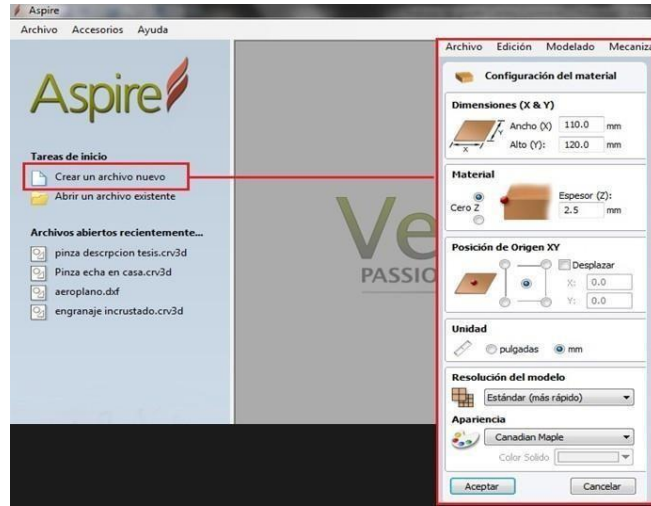 Aspire
Archivo Accesorios Ayuda
Aspire
Tareas de inicio
Crear un archivo nuevo
Abrir un archivo existente
Archivos abiertos recientemente...
pinza descrpcion tesis.crv3d
Pinza echa en casa.crv3d
aeroplano.dxf
engranaje incrustado.crv3d
Ve
PASSIO
Archivo Edición Modelado Mecaniza
Configuración del material
Dimensiones (X & Y)
Ancho (X) 110.0 mm
Alto (Y): 120.0 mm
Y
X
Material
Cero Z
Espesor (Z):
2.5 mm
Posición de Origen XY
Desplazar
X: 0.0
Y: 0.0
Unidad
pulgadas mm
Resolución del modelo
Estándar (más rápido)
Apariencia
Canadian Maple
Color Solido
Aceptar Cancelar